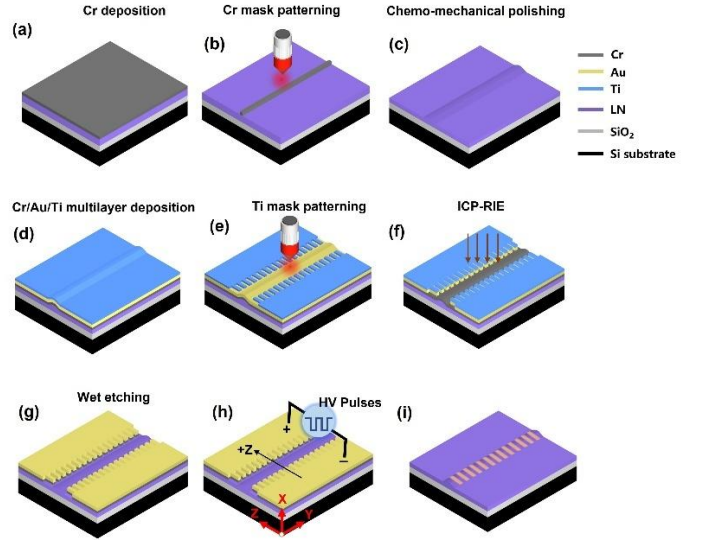 Cr deposition
Cr mask patterning
Chemo-mechanical polishing
(a)
(b)
(c)
Cr
Au
Ti
LN
SiO₂
Si substrate
Cr/Au/Ti multilayer deposition
Ti mask patterning
ICP-RIE
(d)
(e)
(f)
Wet etching
HV Pulses
(g)
(h)
(i)
+
+Z
−
X
Z
Y